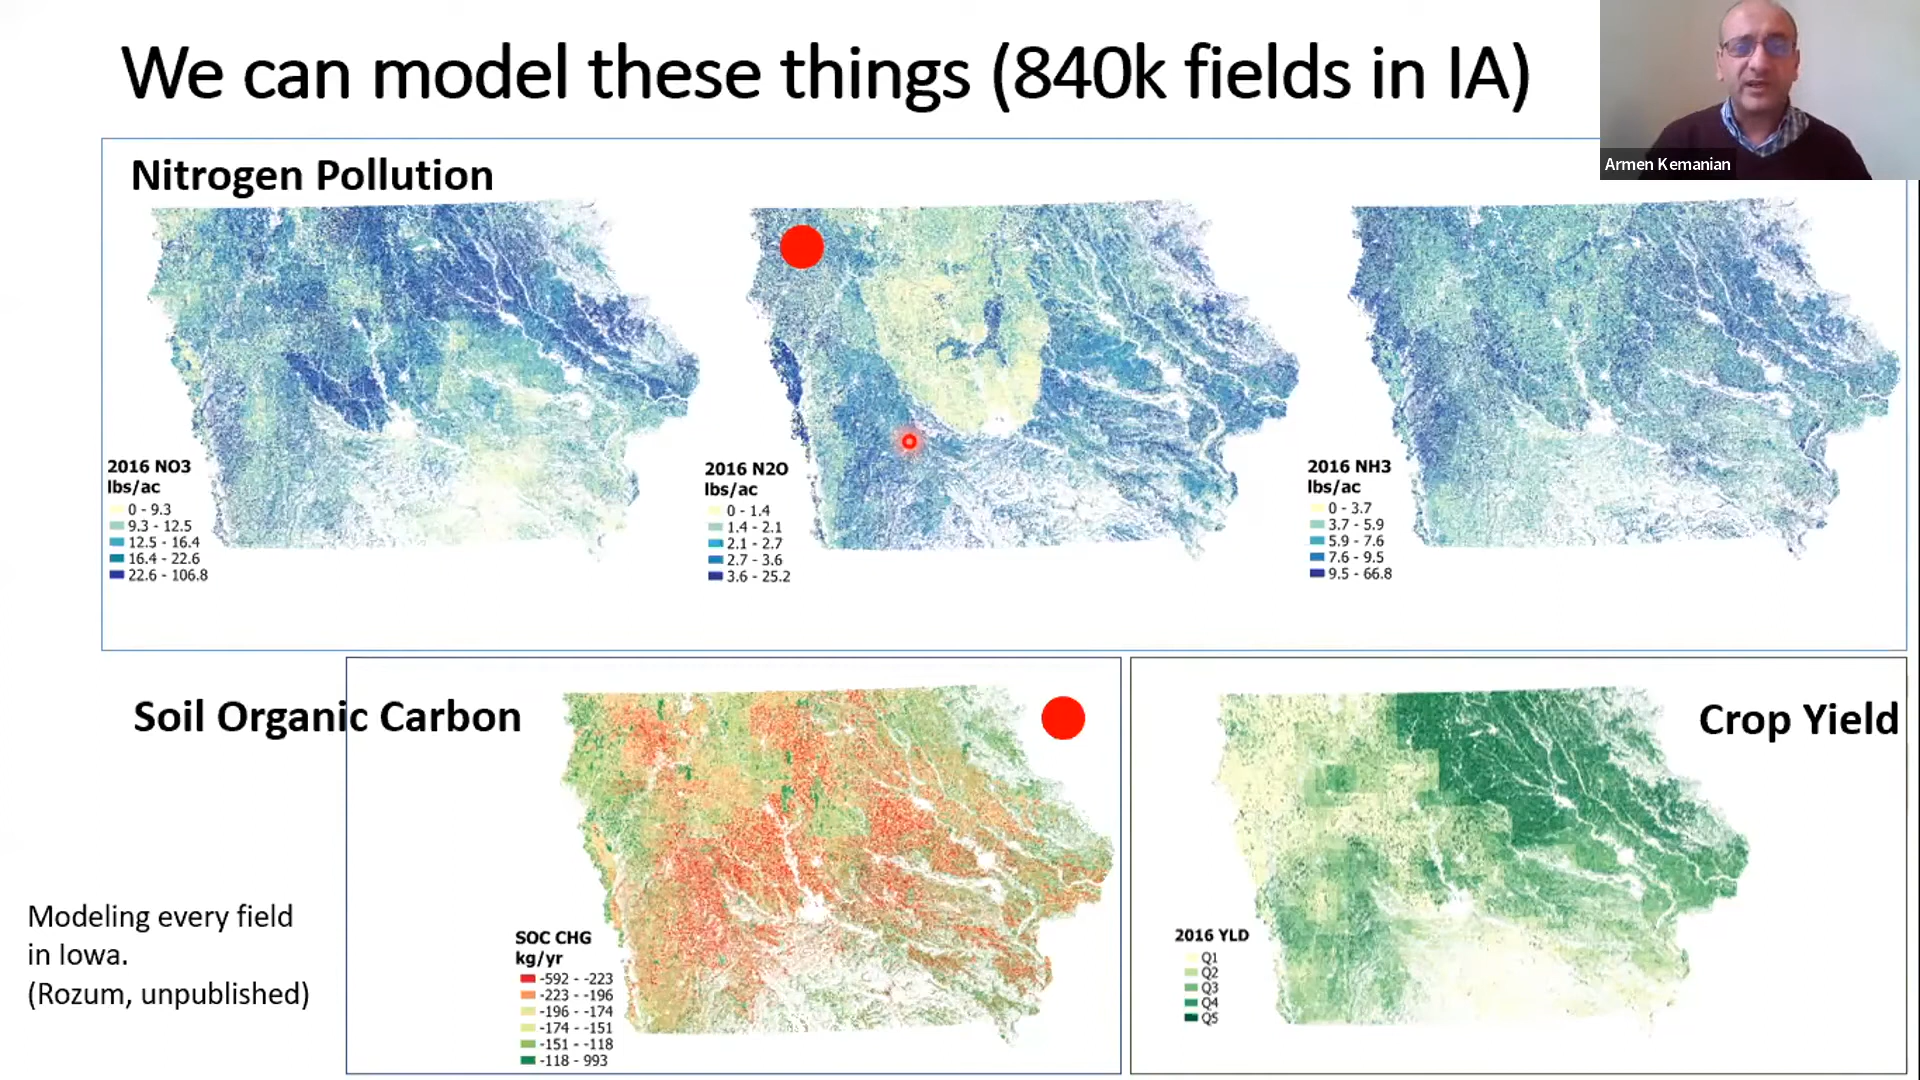 We can model these things (840k fields in IA)
Armen Kemanian
Nitrogen Pollution
2016 NO3
lbs/ac
0 - 9.3
9.3 - 12.5
12.5 - 16.4
16.4 - 22.6
22.6 - 106.8
2016 N2O
lbs/ac
0 - 1.4
1.4 - 2.1
2.1 - 2.7
2.7 - 3.6
3.6 - 25.2
2016 NH3
lbs/ac
0 - 3.7
3.7 - 5.9
5.9 - 7.6
7.6 - 9.5
9.5 - 66.8
Soil Organic Carbon
SOC CHG
kg/yr
-592 - -223
-223 - -196
-196 - -174
-174 - -151
-151 - -118
-118 - 993
Crop Yield
2016 YLD
Q1
Q2
Q3
Q4
Q5
Modeling every field
in Iowa.
(Rozum, unpublished)